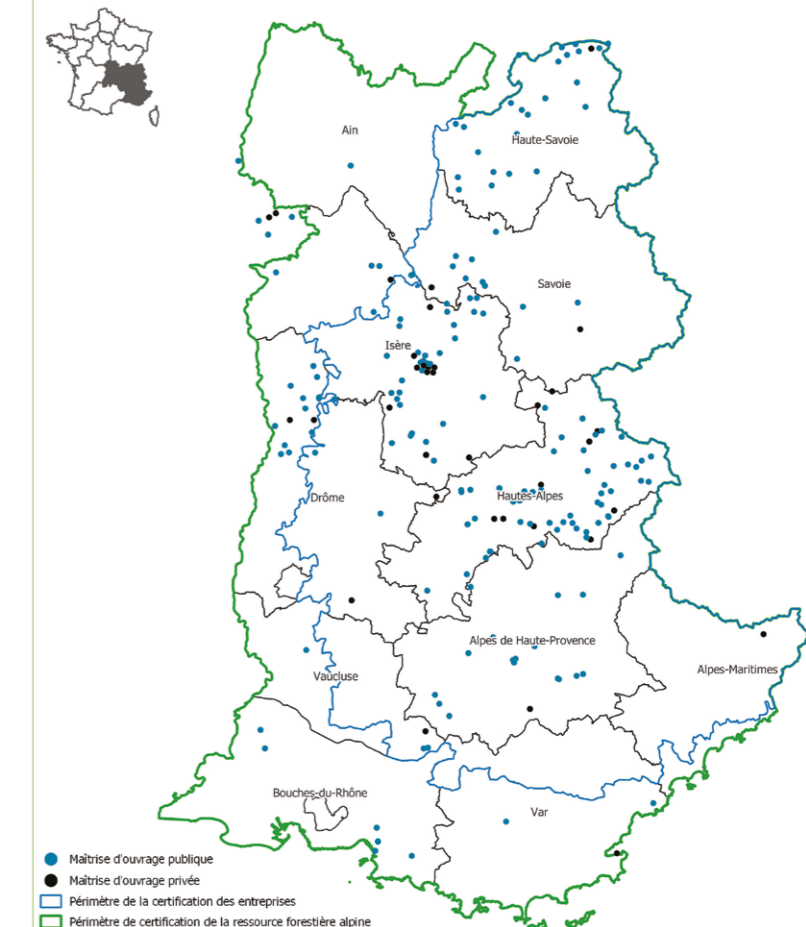 Ain
Haute-Savoie
Savoie
Isère
Drôme
Hautes-Alpes
Alpes de Haute-Provence
Vaucluse
Alpes-Maritimes
Bouches-du-Rhône
Var
Maîtrise d'ouvrage publique
Maîtrise d'ouvrage privée
Périmètre de la certification des entreprises
Périmètre de certification de la ressource forestière alpine